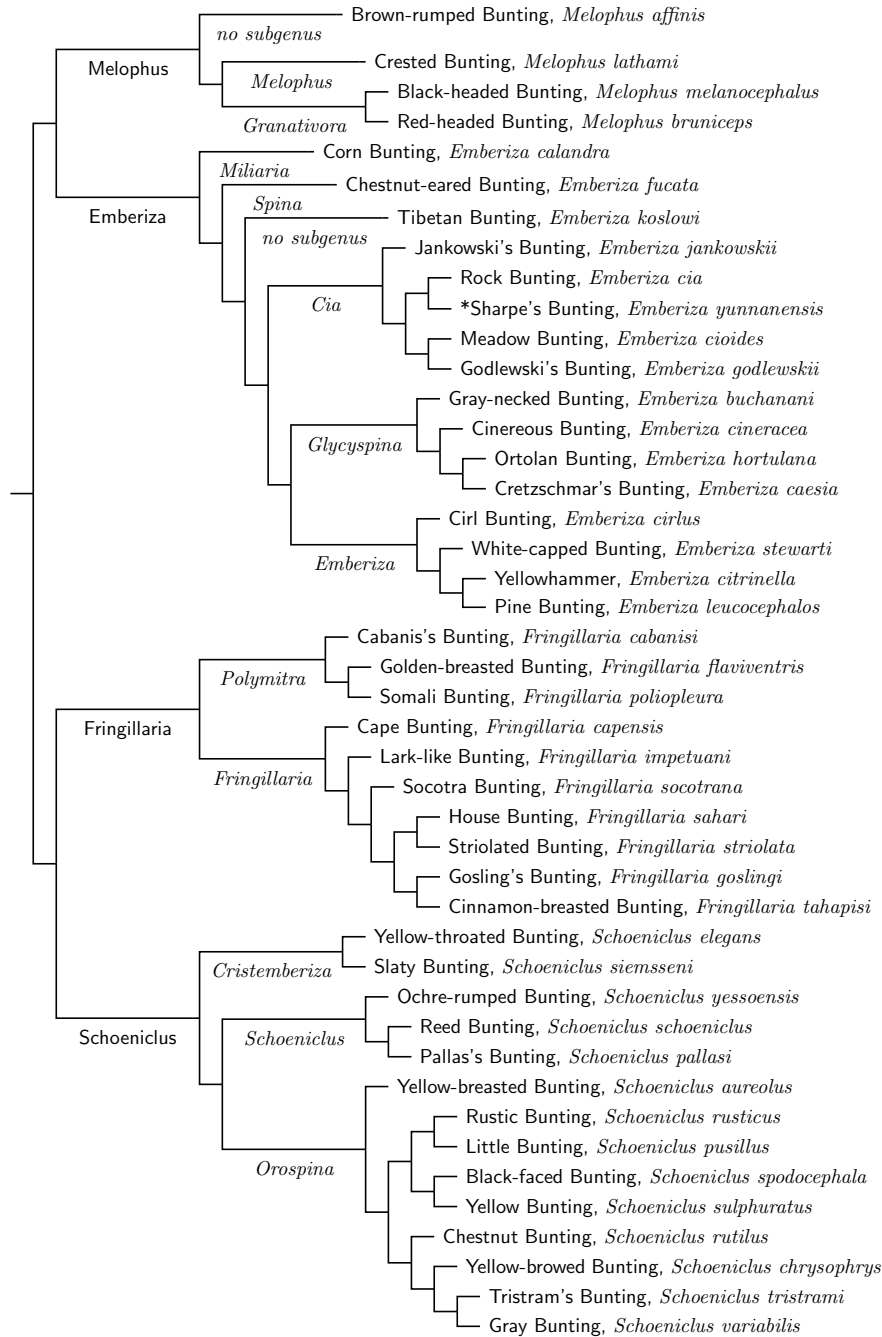 Brown-rumped Bunting, Melophus affinis
no subgenus
Melophus
Crested Bunting, Melophus lathami
Melophus
Black-headed Bunting, Melophus melanocephalus
Granativora
Red-headed Bunting, Melophus bruniceps
Corn Bunting, Emberiza calandra
Miliaria
Chestnut-eared Bunting, Emberiza fucata
Spina
Emberiza
Tibetan Bunting, Emberiza koslowi
no subgenus
Jankowski's Bunting, Emberiza jankowskii
Rock Bunting, Emberiza cia
Cia
*Sharpe's Bunting, Emberiza yunnanensis
Meadow Bunting, Emberiza cioides
Godlewski's Bunting, Emberiza godlewskii
Gray-necked Bunting, Emberiza buchanani
Cinereous Bunting, Emberiza cineracea
Glycyspina
Ortolan Bunting, Emberiza hortulana
Cretzschmar's Bunting, Emberiza caesia
Cirl Bunting, Emberiza cirlus
White-capped Bunting, Emberiza stewarti
Emberiza
Yellowhammer, Emberiza citrinella
Pine Bunting, Emberiza leucocephalos
Cabanis's Bunting, Fringillaria cabanisi
Golden-breasted Bunting, Fringillaria flaviventris
Polymitra
Somali Bunting, Fringillaria poliopleura
Fringillaria
Cape Bunting, Fringillaria capensis
Lark-like Bunting, Fringillaria impetuani
Fringillaria
Socotra Bunting, Fringillaria socotrana
House Bunting, Fringillaria sahari
Striolated Bunting, Fringillaria striolata
Gosling's Bunting, Fringillaria goslingi
Cinnamon-breasted Bunting, Fringillaria tahapisi
Yellow-throated Bunting, Schoeniclus elegans
Cristemberiza
Slaty Bunting, Schoeniclus siemsseni
Ochre-rumped Bunting, Schoeniclus yessoensis
Reed Bunting, Schoeniclus schoeniclus
Schoeniclus
Schoeniclus
Pallas's Bunting, Schoeniclus pallasi
Yellow-breasted Bunting, Schoeniclus aureolus
Rustic Bunting, Schoeniclus rusticus
Little Bunting, Schoeniclus pusillus
Orospina
Black-faced Bunting, Schoeniclus spodocephala
Yellow Bunting, Schoeniclus sulphuratus
Chestnut Bunting, Schoeniclus rutilus
Yellow-browed Bunting, Schoeniclus chrysophrys
Tristram's Bunting, Schoeniclus tristrami
Gray Bunting, Schoeniclus variabilis